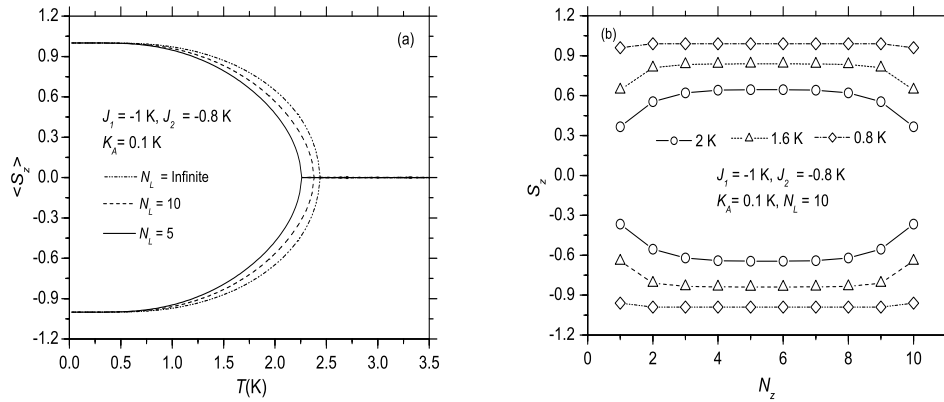 1.2
0.9
0.6
0.3
0.0
-0.3
-0.6
-0.9
-1.2
<S_z>
(a)
J_1 = -1 K, J_2 = -0.8 K
K_A = 0.1 K
N_L = Infinite
N_L = 10
N_L = 5
0.0 0.5 1.0 1.5 2.0 2.5 3.0 3.5
T(K)
1.2
0.9
0.6
0.3
0.0
-0.3
-0.6
-0.9
-1.2
S_z
(b)
2 K 1.6 K 0.8 K
J_1 = -1 K, J_2 = -0.8 K
K_A = 0.1 K, N_L = 10
0 2 4 6 8 10
N_z